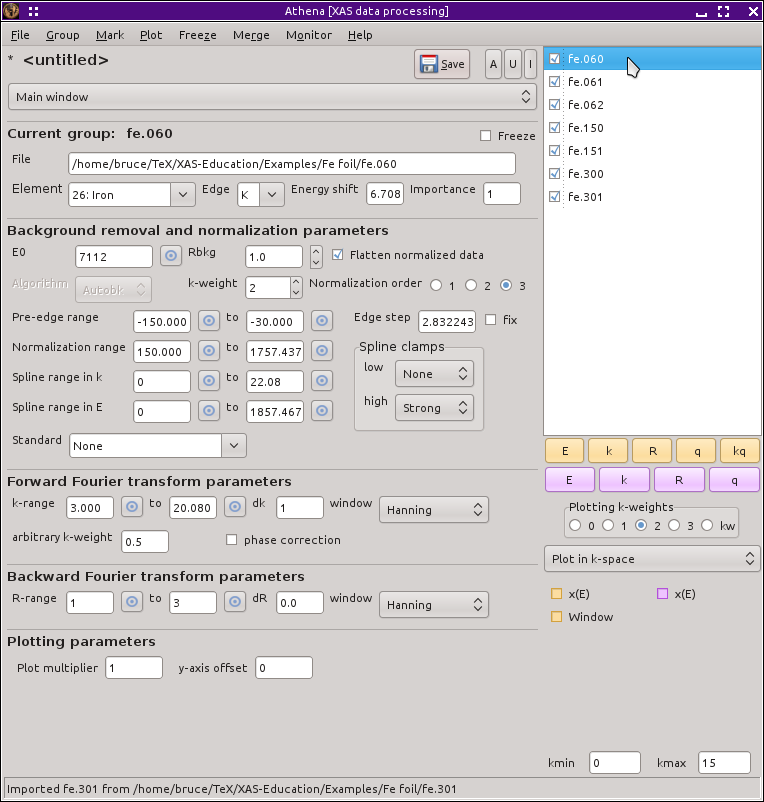 Athena [XAS data processing]
File Group Mark Plot Freeze Merge Monitor Help
* <untitled> Save A U I
Main window
Current group: fe.060 Freeze
File /home/bruce/TeX/XAS-Education/Examples/Fe foil/fe.060
Element 26: Iron Edge K Energy shift 6.708 Importance 1
Background removal and normalization parameters
E0 7112 Rbkg 1.0 Flatten normalized data
Algorithm Autobk k-weight 2 Normalization order 1 2 3
Pre-edge range -150.000 to -30.000 Edge step 2.832243 fix
Normalization range 150.000 to 1757.437 Spline clamps
Spline range in k 0 to 22.08 low None
Spline range in E 0 to 1857.467 high Strong
Standard None
Forward Fourier transform parameters
k-range 3.000 to 20.080 dk 1 window Hanning
arbitrary k-weight 0.5 phase correction
Backward Fourier transform parameters
R-range 1 to 3 dR 0.0 window Hanning
Plotting parameters
Plot multiplier 1 y-axis offset 0
fe.060
fe.061
fe.062
fe.150
fe.151
fe.300
fe.301
E k R q kq
E k R q
Plotting k-weights
0 1 2 3 kw
Plot in k-space
χ(E) χ(E)
Window
kmin 0 kmax 15
Imported fe.301 from /home/bruce/TeX/XAS-Education/Examples/Fe foil/fe.301